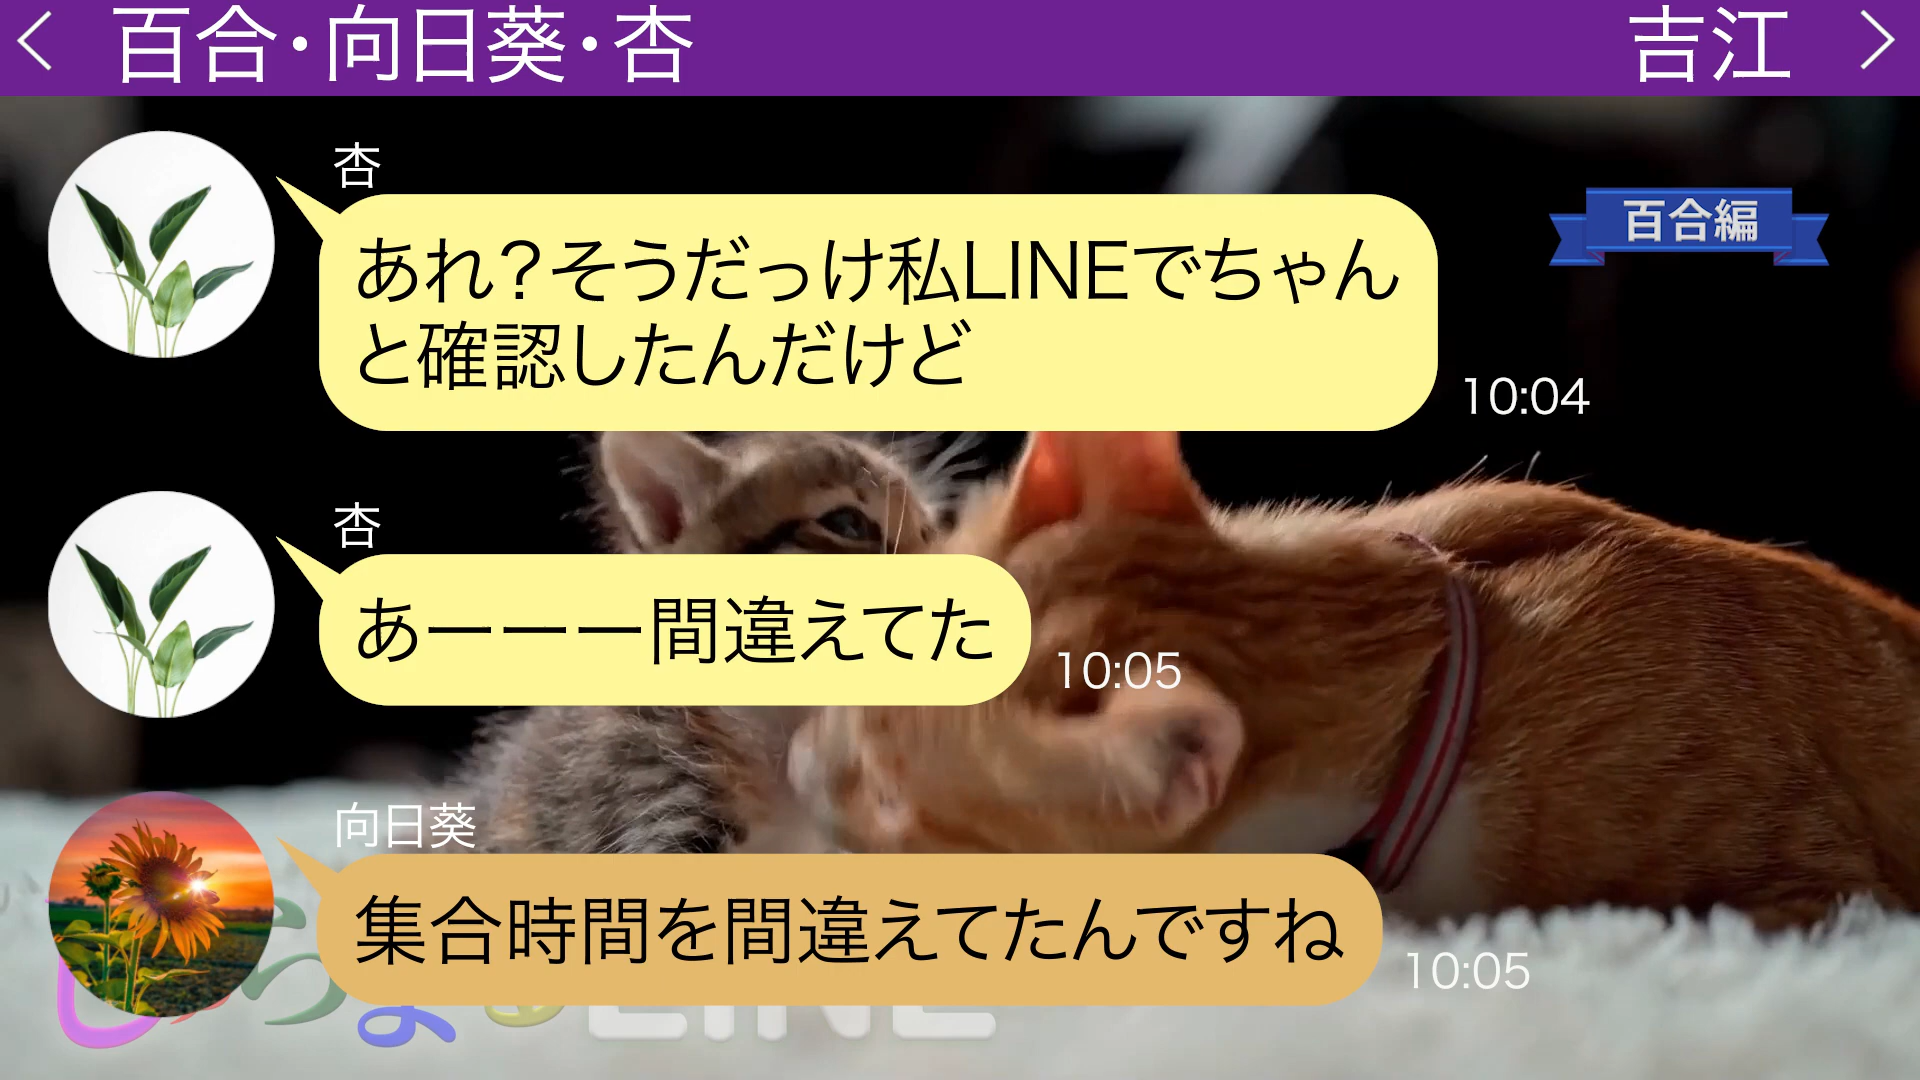 百合・向日葵・杏
吉江
百合編
杏
あれ？そうだっけ私LINEでちゃん
と確認したんだけど
10:04
杏
あーーー間違えてた
10:05
向日葵
集合時間を間違えてたんですね
10:05
LINE